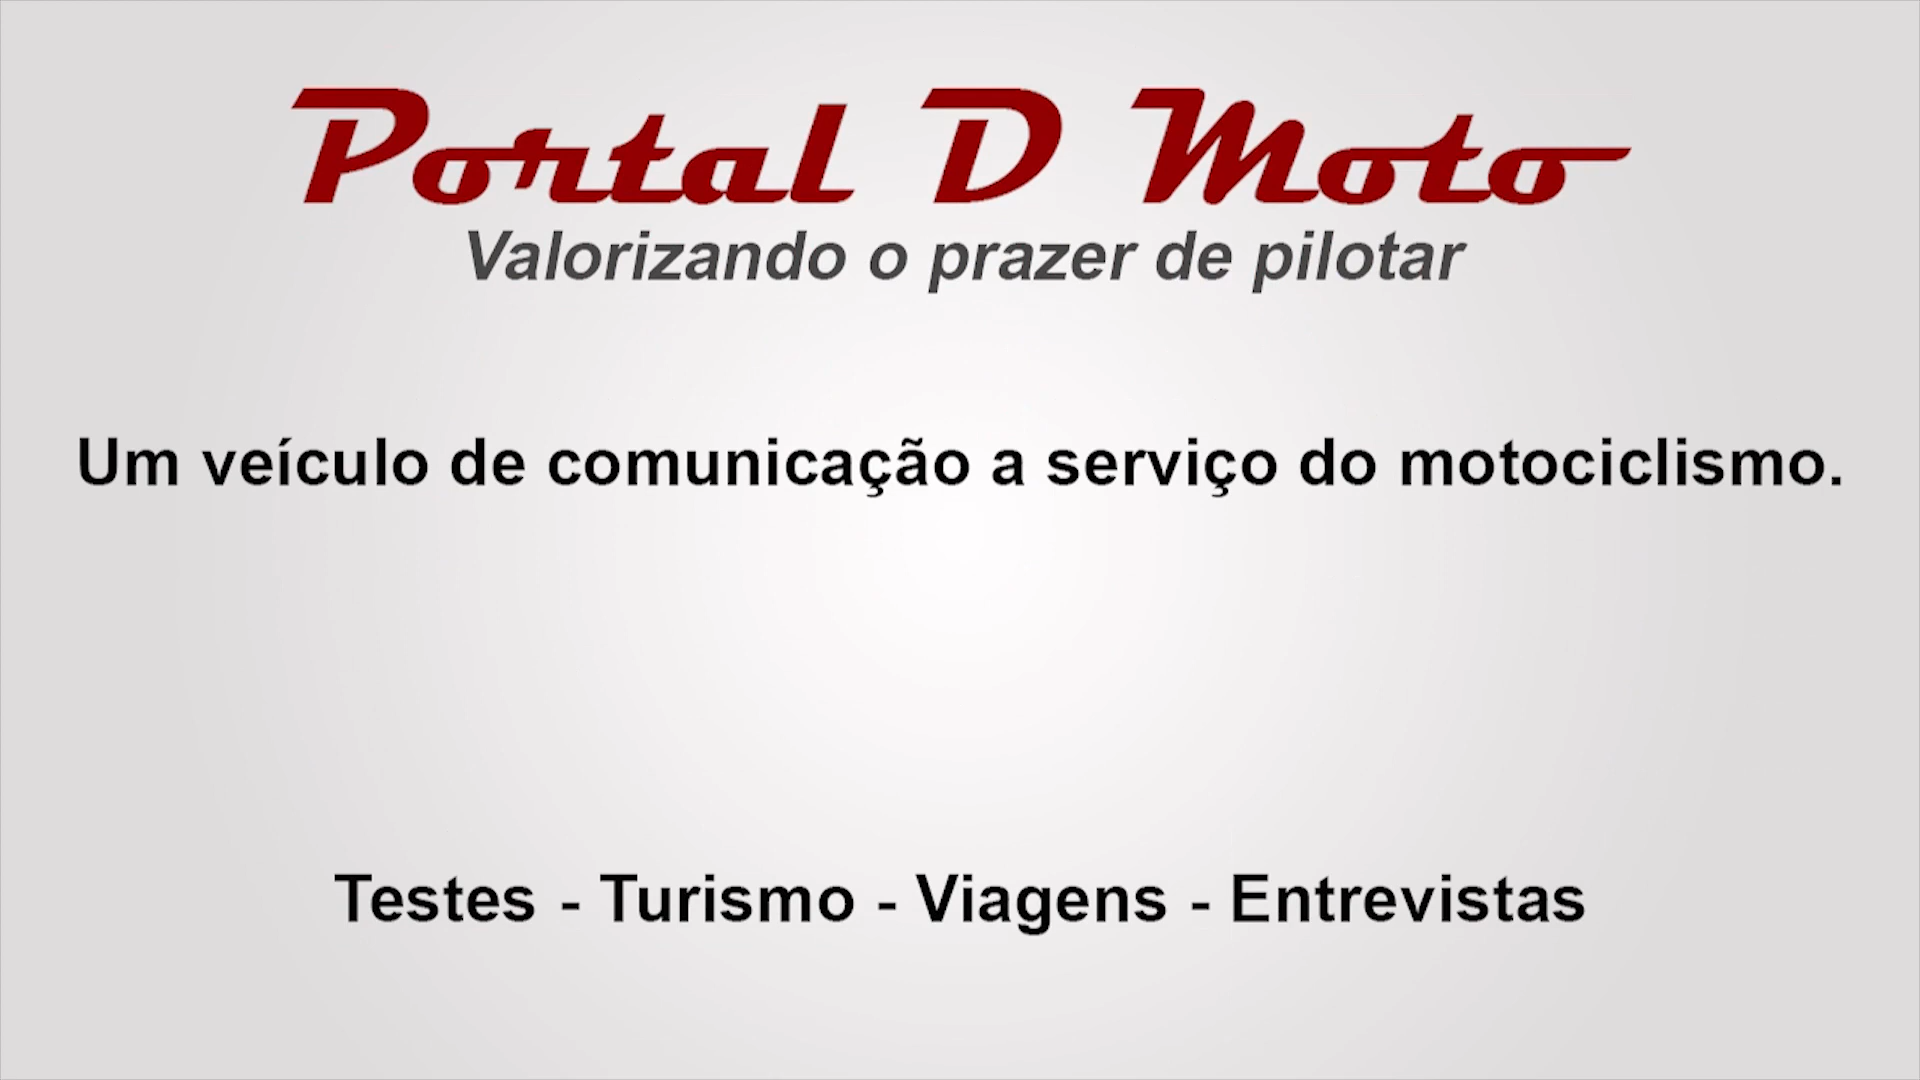 Portal D Moto
Valorizando o prazer de pilotar
Um veículo de comunicação a serviço do motociclismo.
Testes - Turismo - Viagens - Entrevistas